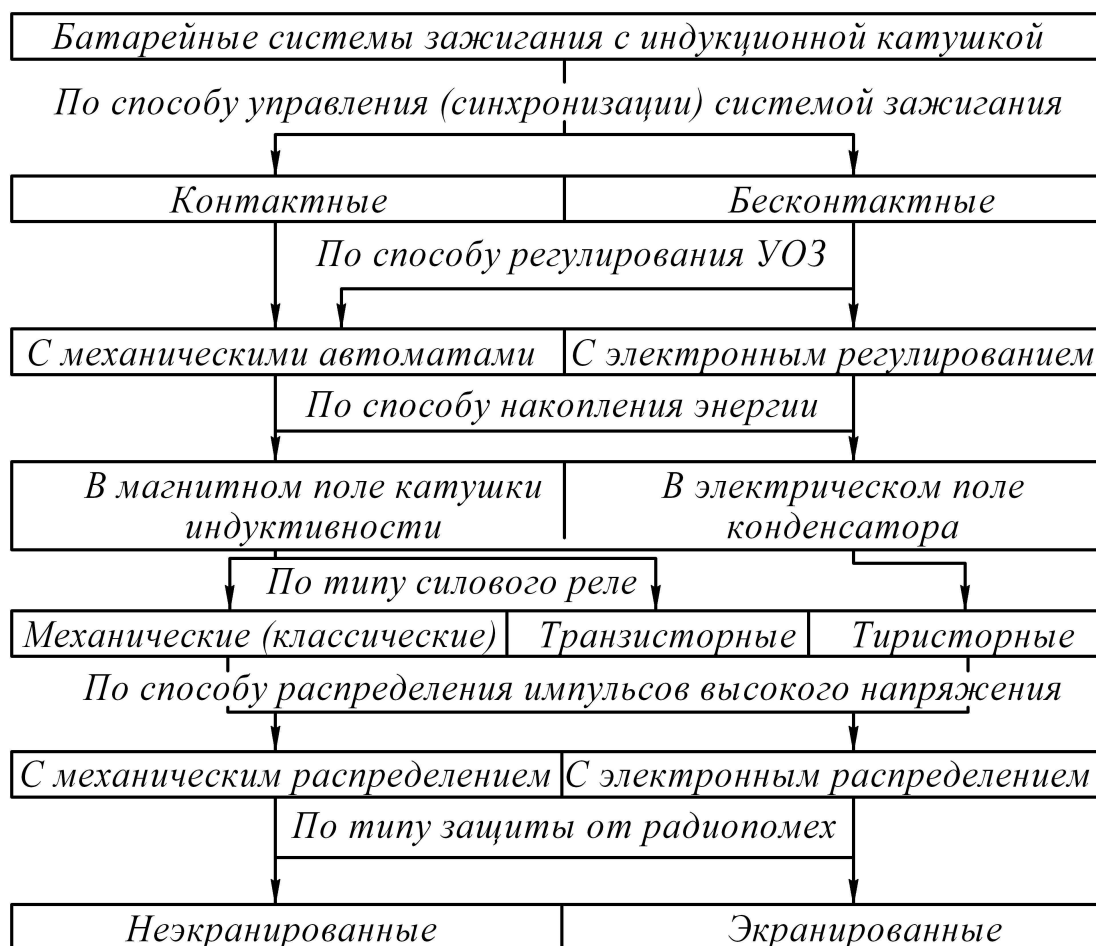 Батарейные системы зажигания с индукционной катушкой
По способу управления (синхронизации) системой зажигания
Контактные Бесконтактные
По способу регулирования УОЗ
С механическими автоматами С электронным регулированием
По способу накопления энергии
В магнитном поле катушки
индуктивности
В электрическом поле
конденсатора
По типу силового реле
Механические (классические) Транзисторные Тиристорные
По способу распределения импульсов высокого напряжения
С механическим распределением С электронным распределением
По типу защиты от радиопомех
Неэкранированные Экранированные